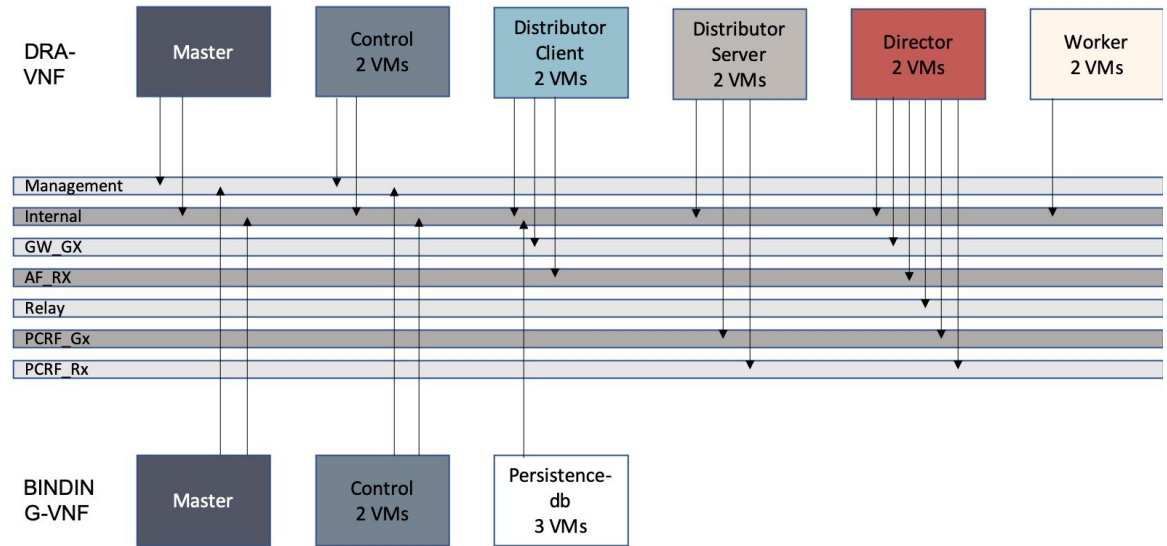 DRA-
VNF
Master
Control
2 VMs
Distributor
Client
2 VMs
Distributor
Server
2 VMs
Director
2 VMs
Worker
2 VMs
Management
Internal
GW_GX
AF_RX
Relay
PCRF_Gx
PCRF_Rx
BINDIN
G-VNF
Master
Control
2 VMs
Persistence-
db
3 VMs